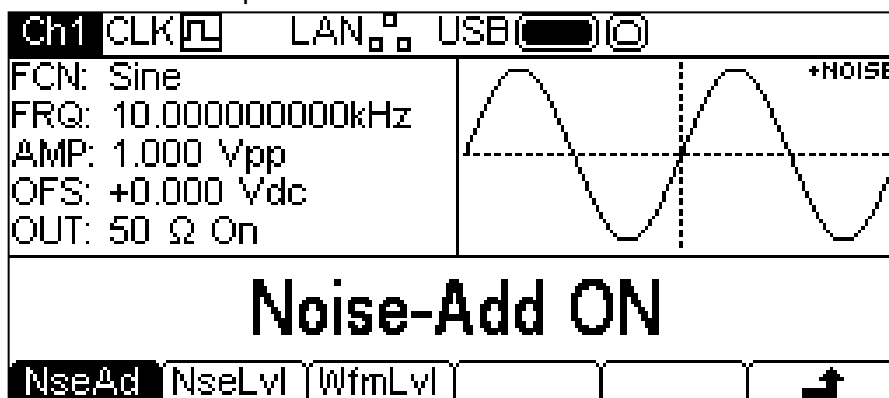 Ch1 CLK LAN USB
FCN: Sine
FRQ: 10.000000000kHz
AMP: 1.000 Vpp
OFS: +0.000 Vdc
OUT: 50 Ω On
+NOISE
Noise-Add ON
NseAd NseLvl WfmLvl